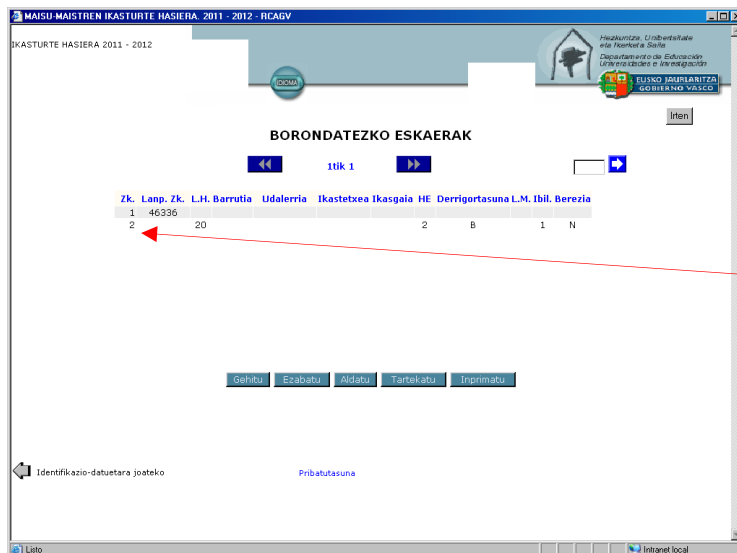 MAISU-MAISTREN IKASTURTE HASIERA. 2011 - 2012 - RCAGV
IKASTURTE HASIERA 2011 - 2012
Hezkuntza, Unibertsitate
eta Ikerketa Saila
Departamento de Educación
Universidades e Investigación
IDIOMA
EUSKO JAURLARITZA
GOBIERNO VASCO
Irten
BORONDATEZKO ESKAERAK
1tik 1
Zk. Lanp. Zk. L.H. Barrutia Udalerria Ikastetxea Ikasgaia HE Derrigortasuna L.M. Ibil. Berezia
1 46336
2 20 2 B 1 N
Gehitu Ezabatu Aldatu Tartekatu Inprimatu
Identifikazio-datuetara joateko Pribatutasuna
Listo Intranet local